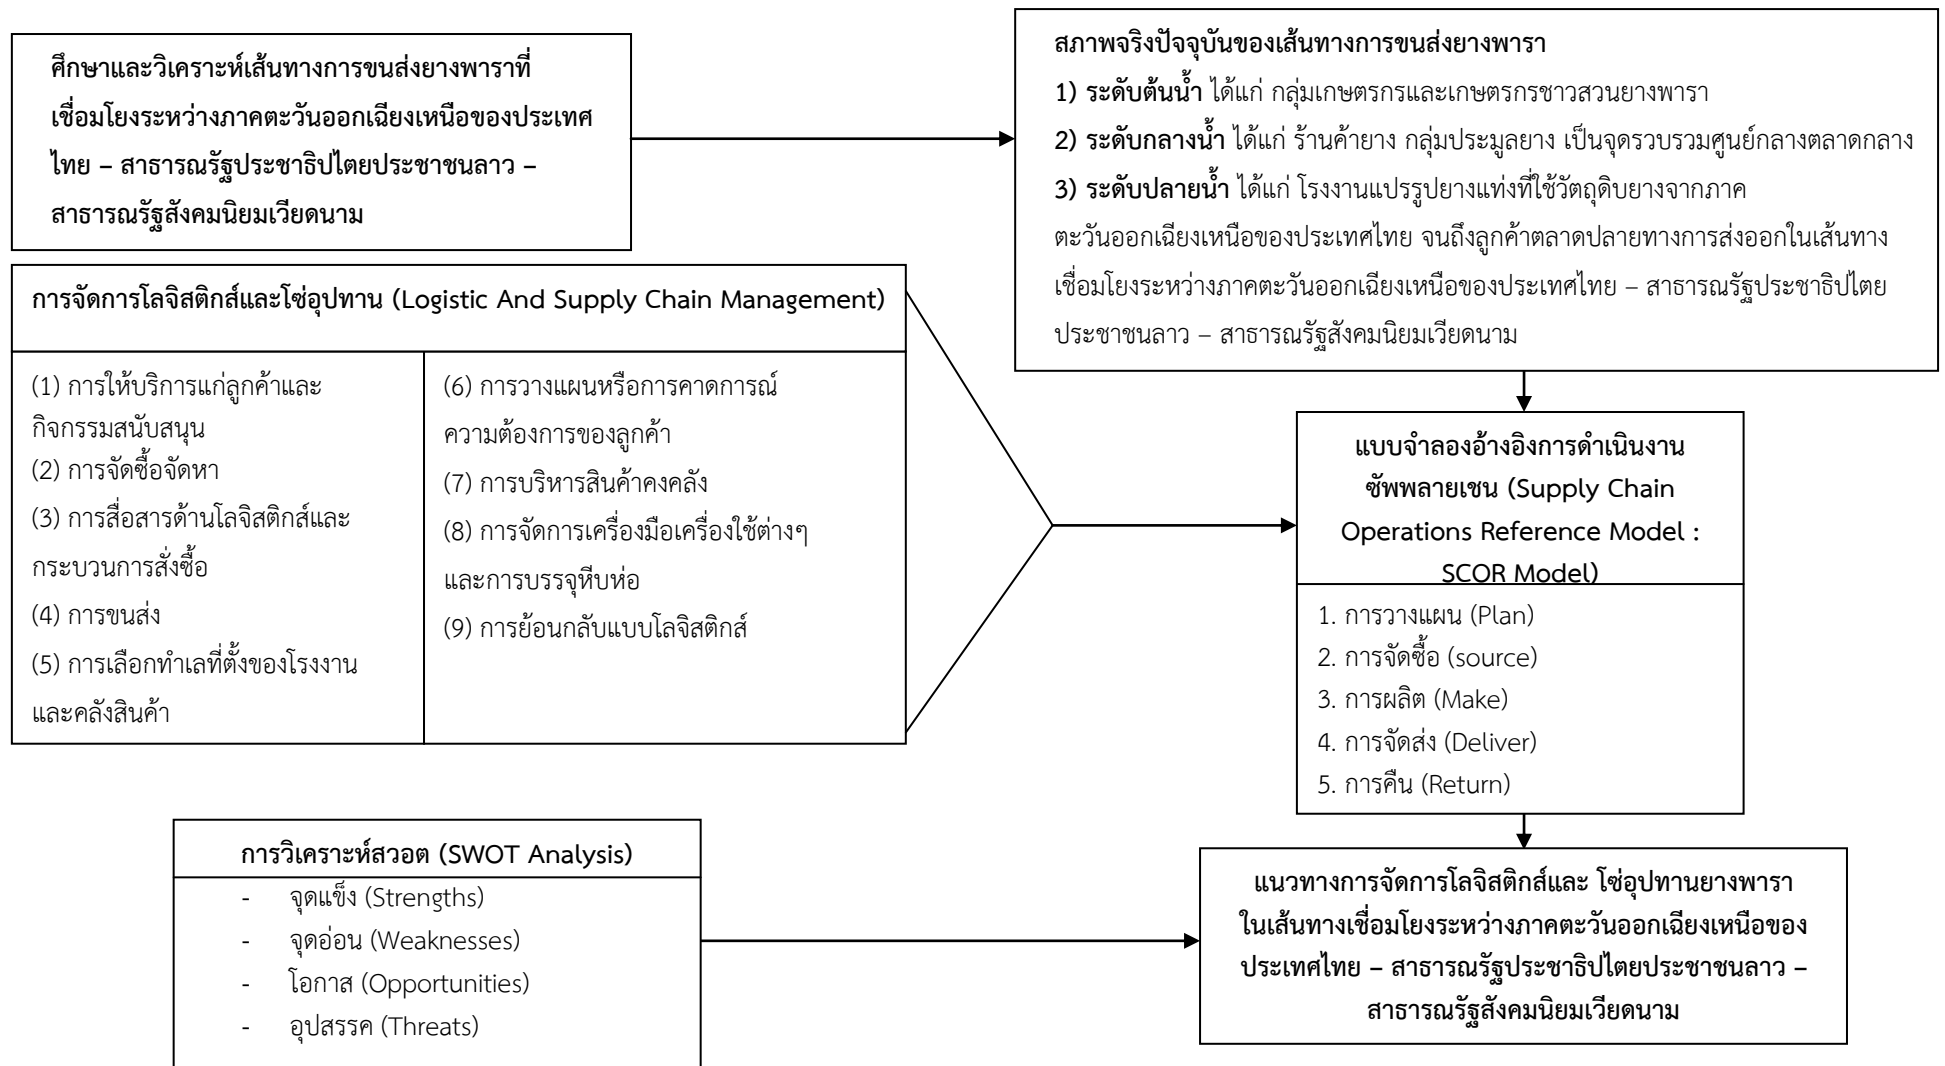 ศึกษาและวิเคราะห์เส้นทางการขนส่งยางพาราที่
เชื่อมโยงระหว่างภาคตะวันออกเฉียงเหนือของประเทศ
ไทย – สาธารณรัฐประชาธิปไตยประชาชนลาว –
สาธารณรัฐสังคมนิยมเวียดนาม
สภาพจริงปัจจุบันของเส้นทางการขนส่งยางพารา
1) ระดับต้นน้ำ ได้แก่ กลุ่มเกษตรกรและเกษตรกรชาวสวนยางพารา
2) ระดับกลางน้ำ ได้แก่ ร้านค้ายาง กลุ่มประมูลยาง เป็นจุดรวบรวมศูนย์กลางตลาดกลาง
3) ระดับปลายน้ำ ได้แก่ โรงงานแปรรูปยางแท่งที่ใช้วัตถุดิบยางจากภาค
ตะวันออกเฉียงเหนือของประเทศไทย จนถึงลูกค้าตลาดปลายทางการส่งออกในเส้นทาง
เชื่อมโยงระหว่างภาคตะวันออกเฉียงเหนือของประเทศไทย – สาธารณรัฐประชาธิปไตย
ประชาชนลาว – สาธารณรัฐสังคมนิยมเวียดนาม
การจัดการโลจิสติกส์และโซ่อุปทาน (Logistic And Supply Chain Management)
(1) การให้บริการแก่ลูกค้าและ
กิจกรรมสนับสนุน
(2) การจัดซื้อจัดหา
(3) การสื่อสารด้านโลจิสติกส์และ
กระบวนการสั่งซื้อ
(4) การขนส่ง
(5) การเลือกทำเลที่ตั้งของโรงงาน
และคลังสินค้า
(6) การวางแผนหรือการคาดการณ์
ความต้องการของลูกค้า
(7) การบริหารสินค้าคงคลัง
(8) การจัดการเครื่องมือเครื่องใช้ต่างๆ
และการบรรจุหีบห่อ
(9) การย้อนกลับแบบโลจิสติกส์
แบบจำลองอ้างอิงการดำเนินงาน
ซัพพลายเชน (Supply Chain
Operations Reference Model :
SCOR Model)
1. การวางแผน (Plan)
2. การจัดซื้อ (source)
3. การผลิต (Make)
4. การจัดส่ง (Deliver)
5. การคืน (Return)
การวิเคราะห์สวอต (SWOT Analysis)
- จุดแข็ง (Strengths)
- จุดอ่อน (Weaknesses)
- โอกาส (Opportunities)
- อุปสรรค (Threats)
แนวทางการจัดการโลจิสติกส์และ โซ่อุปทานยางพารา
ในเส้นทางเชื่อมโยงระหว่างภาคตะวันออกเฉียงเหนือของ
ประเทศไทย – สาธารณรัฐประชาธิปไตยประชาชนลาว –
สาธารณรัฐสังคมนิยมเวียดนาม